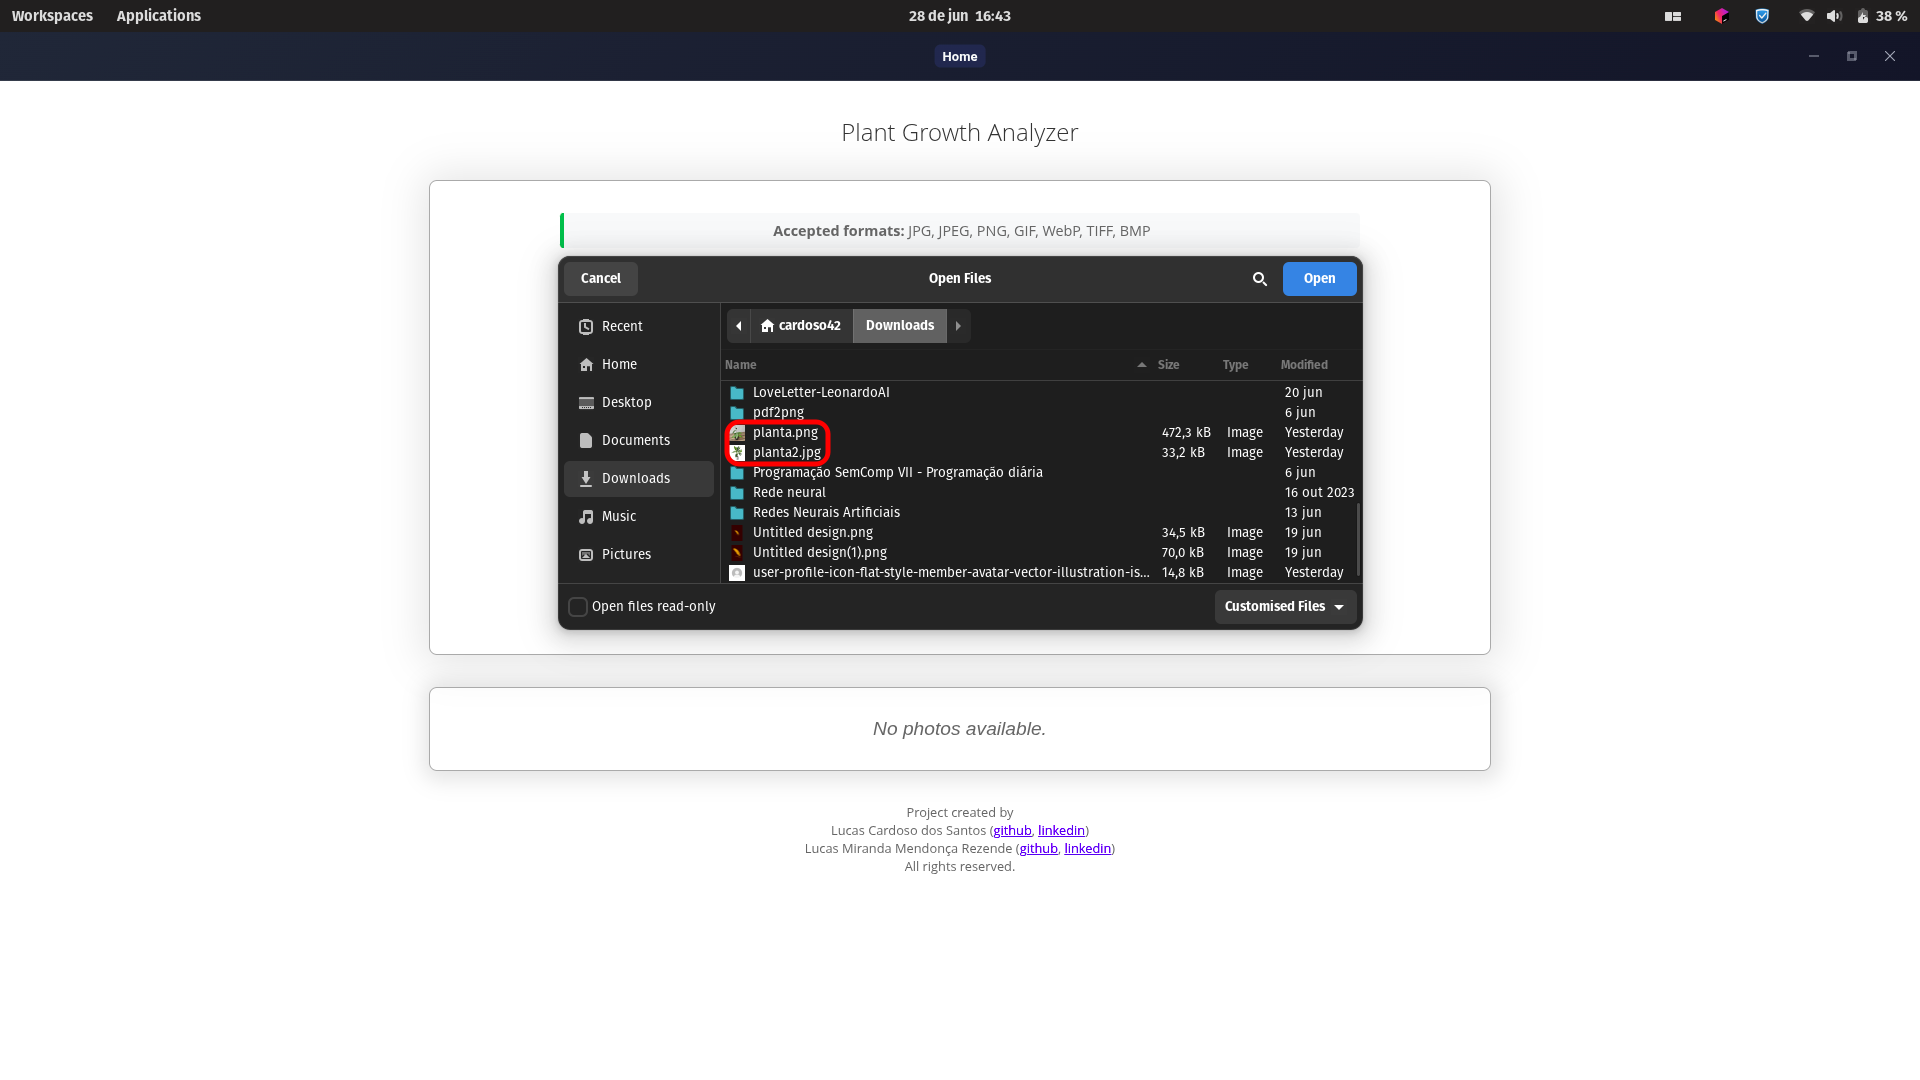 Workspaces Applications 28 de jun 16:43 38 %
Home
Plant Growth Analyzer
Accepted formats: JPG, JPEG, PNG, GIF, WebP, TIFF, BMP
Cancel Open Files Open
Recent
Home
Desktop
Documents
Downloads
Music
Pictures
cardoso42 Downloads
Name Size Type Modified
LoveLetter-LeonardoAI 20 jun
pdf2png 6 jun
planta.png 472,3 kB Image Yesterday
planta2.jpg 33,2 kB Image Yesterday
Programação SemComp VII - Programação diária 6 jun
Rede neural 16 out 2023
Redes Neurais Artificiais 13 jun
Untitled design.png 34,5 kB Image 19 jun
Untitled design(1).png 70,0 kB Image 19 jun
user-profile-icon-flat-style-member-avatar-vector-illustration-is... 14,8 kB Image Yesterday
Open files read-only Customised Files
No photos available.
Project created by
Lucas Cardoso dos Santos (github, linkedin)
Lucas Miranda Mendonça Rezende (github, linkedin)
All rights reserved.